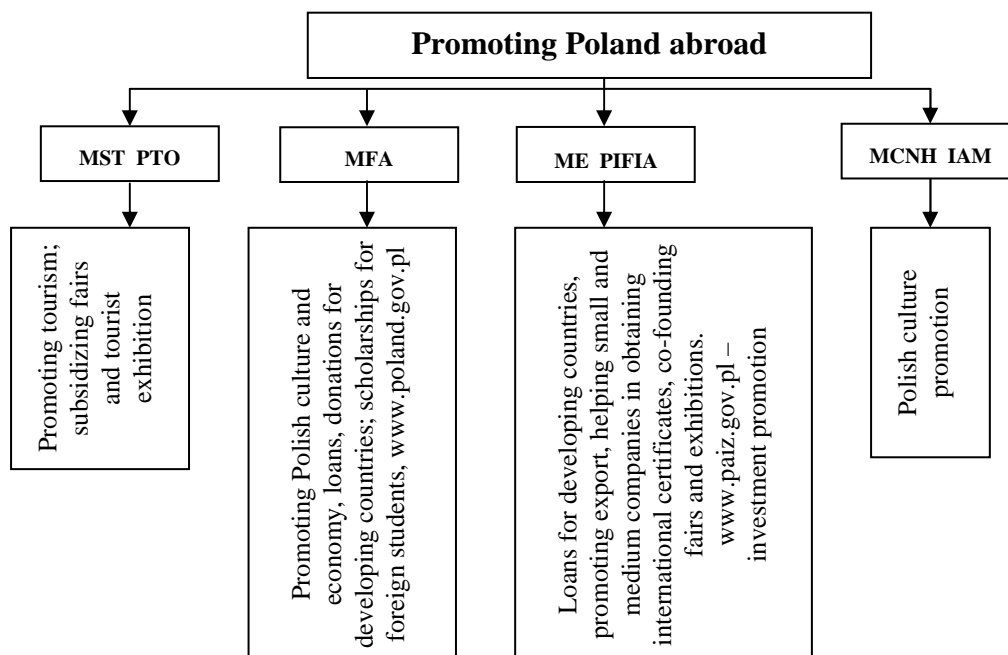 Promoting Poland abroad
MST PTO
MFA
ME PIFIA
MCNH IAM
Promoting tourism;
subsidizing fairs
and tourist
exhibition
Promoting Polish culture and
economy, loans, donations for
developing countries; scholarships for
foreign students, www.poland.gov.pl
Loans for developing countries,
promoting export, helping small and
medium companies in obtaining
international certificates, co-founding
fairs and exhibitions.
www.paiz.gov.pl –
investment promotion
Polish culture
promotion